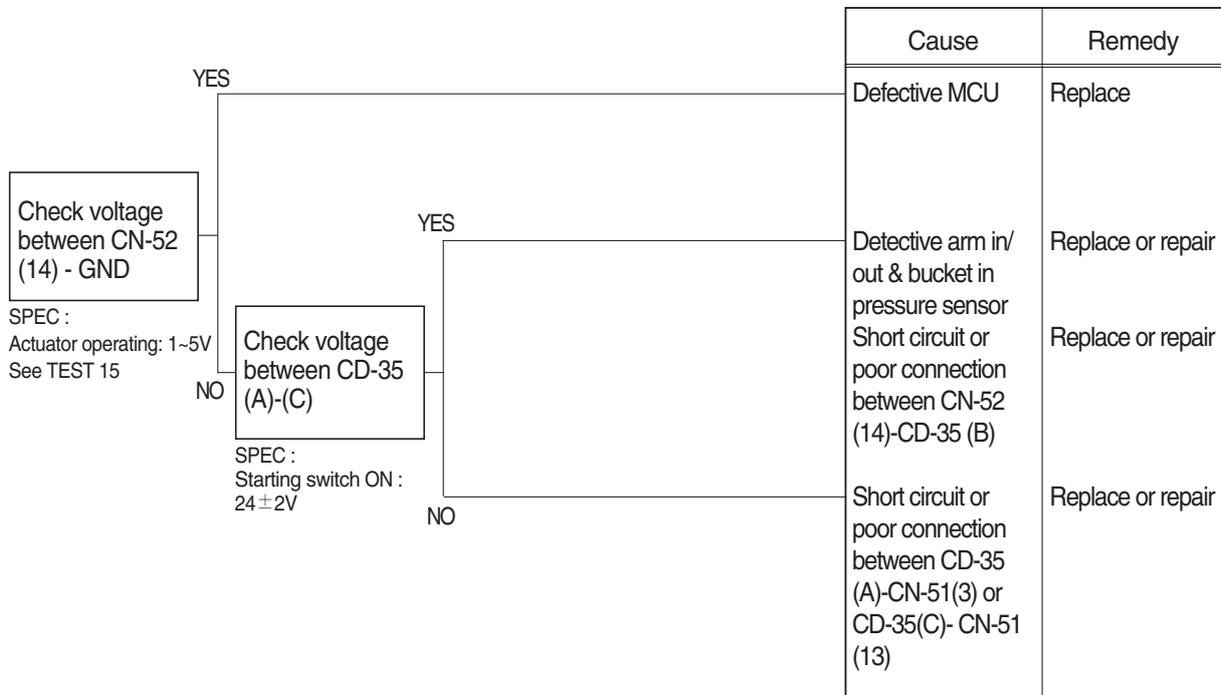 Cause
Remedy
YES
Defective MCU
Replace
Check voltage
between CN-52
(14) - GND
SPEC :
Actuator operating: 1~5V
See TEST 15
NO
YES
Detective arm in/
out & bucket in
pressure sensor
Replace or repair
Check voltage
between CD-35
(A)-(C)
SPEC :
Starting switch ON :
24±2V
Short circuit or
poor connection
between CN-52
(14)-CD-35 (B)
Replace or repair
NO
Short circuit or
poor connection
between CD-35
(A)-CN-51(3) or
CD-35(C)- CN-51
(13)
Replace or repair